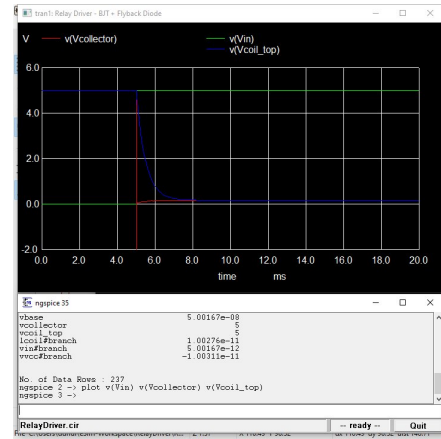 tran1: Relay Driver - BJT + Flyback Diode
V
v(Vcollector)
v(Vin)
v(Vcoil_top)
6.0
4.0
2.0
0.0
-2.0
0.0 2.0 4.0 6.0 8.0 10.0 12.0 14.0 16.0 18.0 20.0
time ms
ngspice 35
vbase 5.00167e-08
vcollector 5
vcoil_top 5
lcoil#branch 1.00276e-11
vin#branch 5.00167e-12
vvcc#branch -1.00311e-11
No. of Data Rows : 237
ngspice 2 -> plot v(Vin) v(Vcollector) v(Vcoil_top)
ngspice 3 ->
RelayDriver.cir
-- ready --
Quit